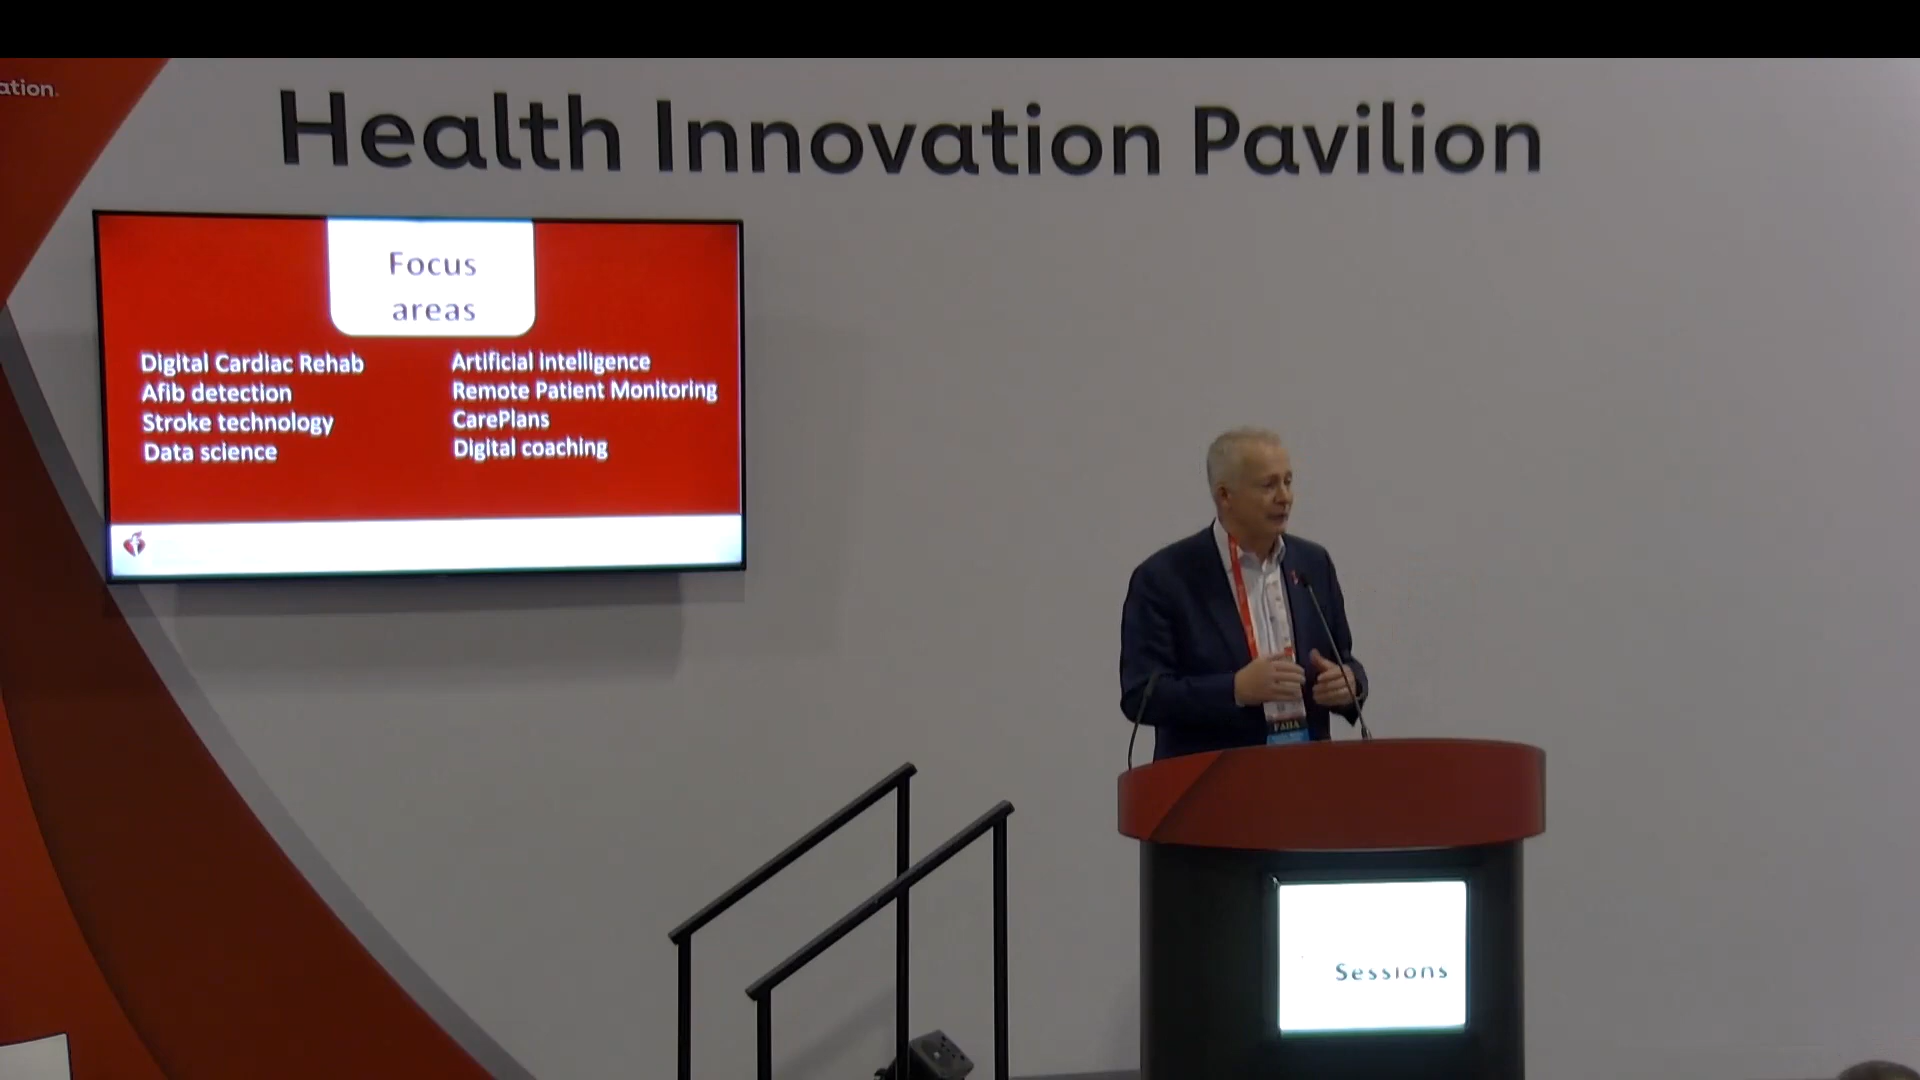 ation.
Health Innovation Pavilion
Focus
areas
Digital Cardiac Rehab
Afib detection
Stroke technology
Data science
Artificial intelligence
Remote Patient Monitoring
CarePlans
Digital coaching
FAHA
Sessions